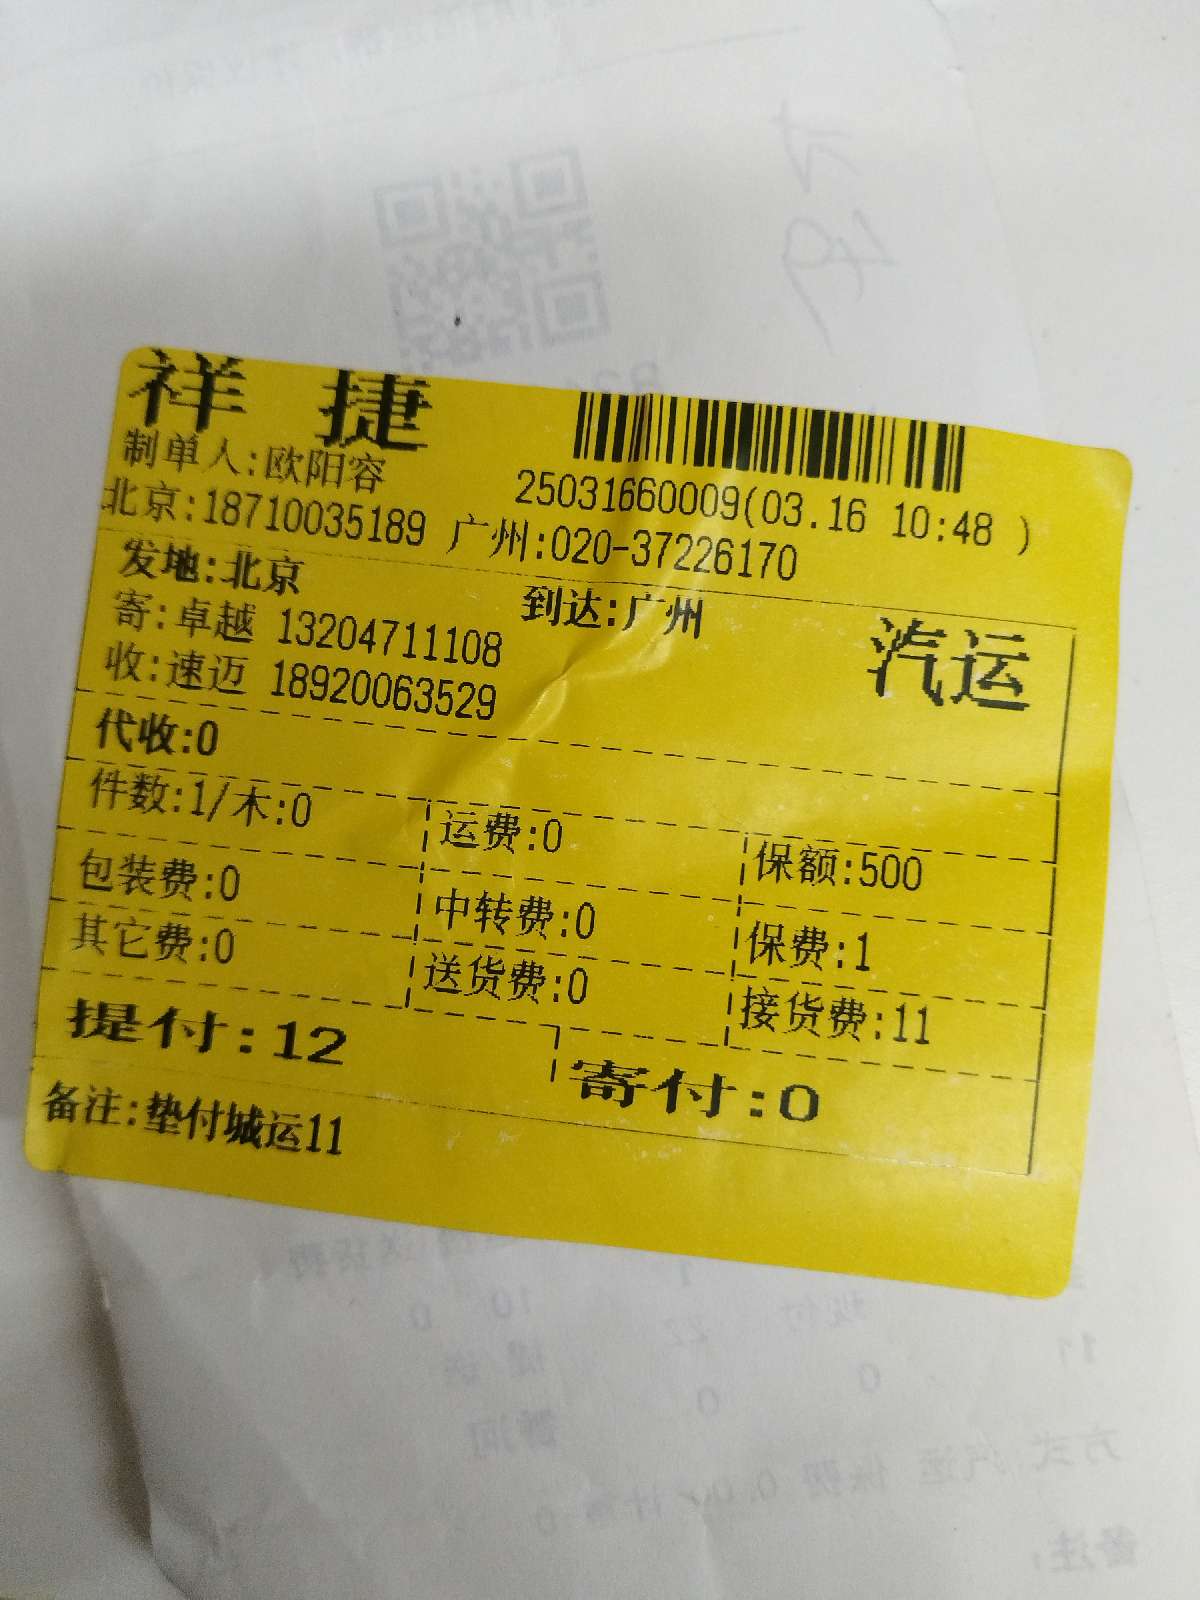 祥 捷
制单人:欧阳容
25031660009(03.16 10:48 )
北京:18710035189 广州:020-37226170
发地:北京 到达:广州
汽运
寄:卓越 13204711108
收:速迈 18920063529
代收:0
件数:1/木:0 运费:0 保额:500
包装费:0 中转费:0 保费:1
其它费:0 送货费:0 接货费:11
提付:12 寄付:0
备注:垫付城运11